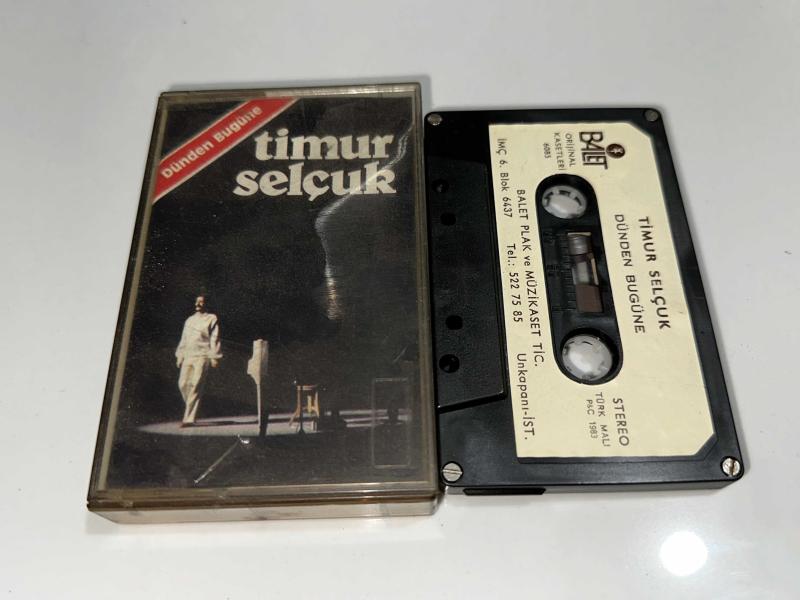 Dünden Bugüne
timur
selçuk
BALET
ORİJİNAL
KASETLERİ
6085
TİMUR SELÇUK
DÜNDEN BUGÜNE
STEREO
TÜRK MALI
P&C 1983
BALET PLAK ve MÜZİKASET TİC.
İMÇ 6. Blok 6437 Tel.: 522 75 85 Unkapanı-İST.